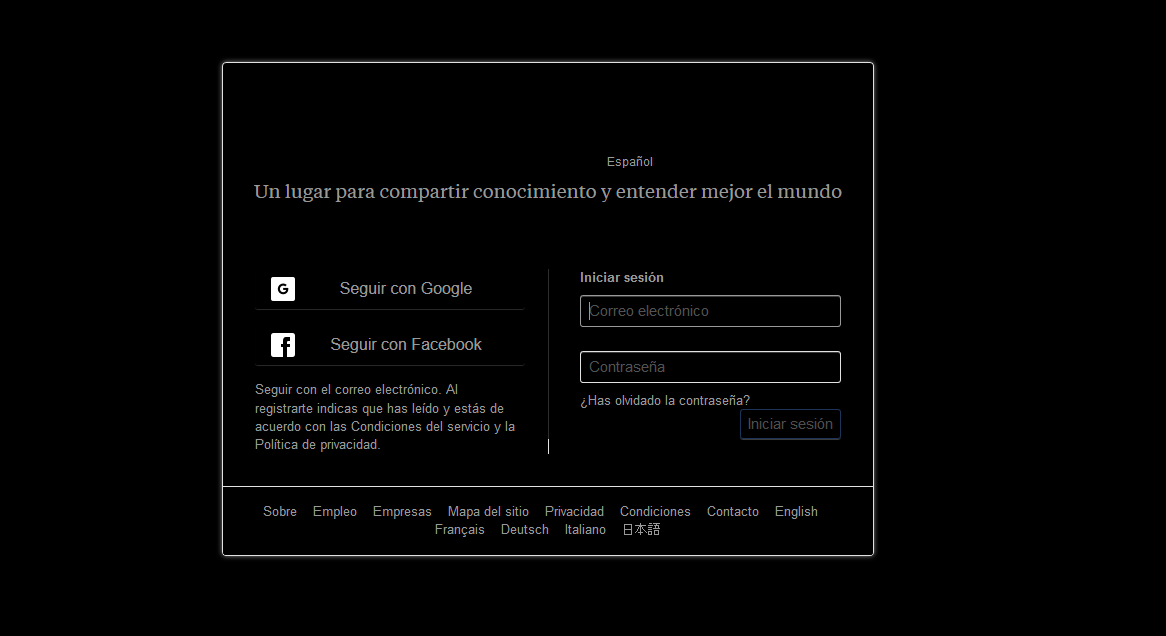 Español
Un lugar para compartir conocimiento y entender mejor el mundo
G
Seguir con Google
f
Seguir con Facebook
Seguir con el correo electrónico. Al
registrarte indicas que has leído y estás de
acuerdo con las Condiciones del servicio y la
Política de privacidad.
Iniciar sesión
Correo electrónico
Contraseña
¿Has olvidado la contraseña?
Iniciar sesión
Sobre Empleo Empresas Mapa del sitio Privacidad Condiciones Contacto English
Français Deutsch Italiano 日本語